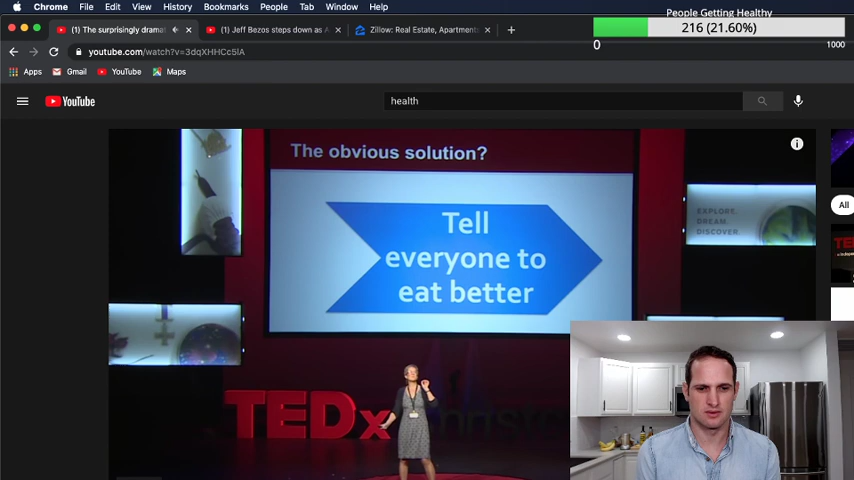 Chrome File Edit View History Bookmarks People Tab Window Help
People Getting Healthy
216 (21.60%)
0 1000
(1) The surprisingly dramat
(1) Jeff Bezos steps down as A
Zillow: Real Estate, Apartments
youtube.com/watch?v=3dqXHHCc5lA
Apps Gmail YouTube Maps
YouTube
health
The obvious solution?
Tell
everyone to
eat better
EXPLORE.
DREAM.
DISCOVER.
All
TED
TEDx